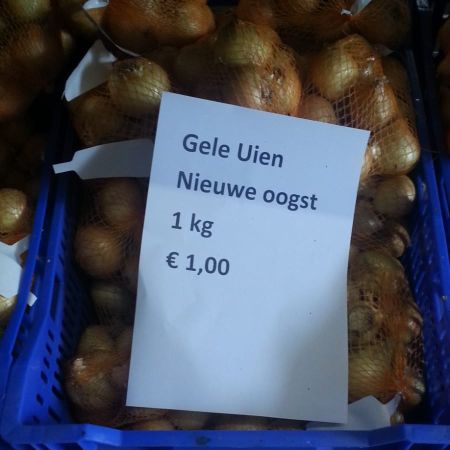 Gele Uien
Nieuwe oogst
1 kg
€ 1,00